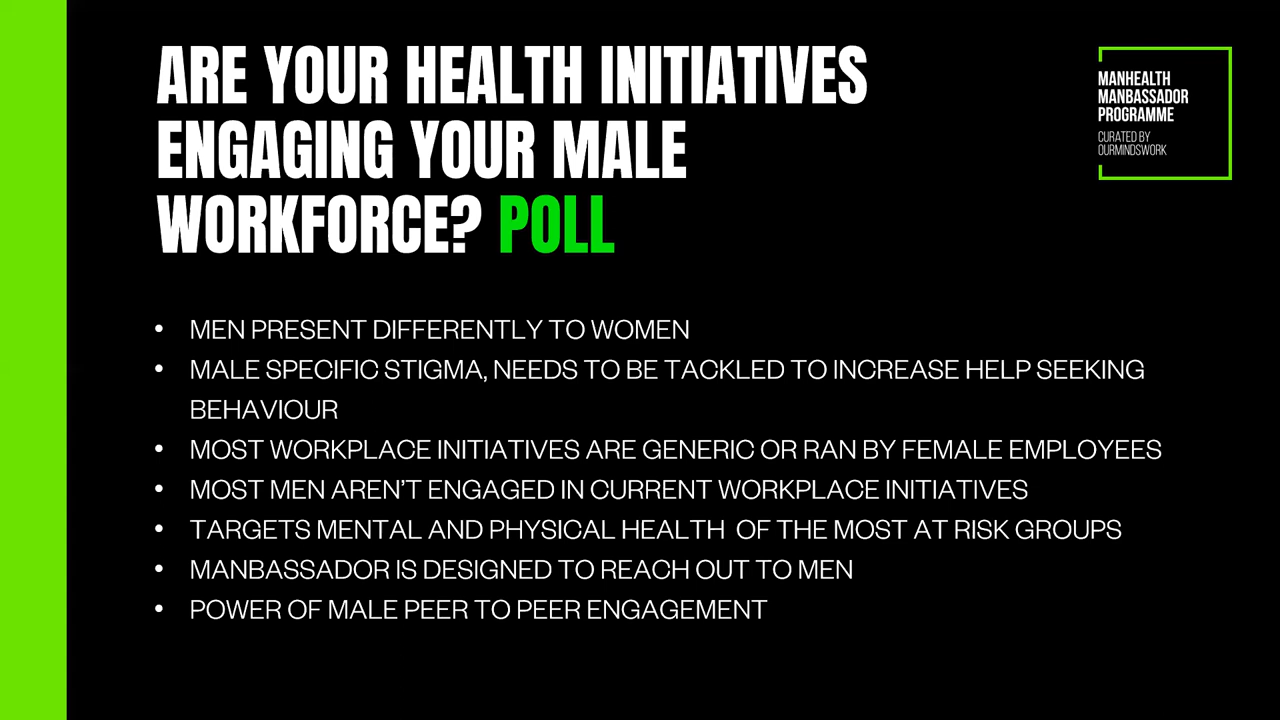 ARE YOUR HEALTH INITIATIVES
ENGAGING YOUR MALE
WORKFORCE? POLL
MANHEALTH
MANBASSADOR
PROGRAMME
CURATED BY
OURMINDSWORK
• MEN PRESENT DIFFERENTLY TO WOMEN
• MALE SPECIFIC STIGMA, NEEDS TO BE TACKLED TO INCREASE HELP SEEKING
BEHAVIOUR
• MOST WORKPLACE INITIATIVES ARE GENERIC OR RAN BY FEMALE EMPLOYEES
• MOST MEN AREN'T ENGAGED IN CURRENT WORKPLACE INITIATIVES
• TARGETS MENTAL AND PHYSICAL HEALTH OF THE MOST AT RISK GROUPS
• MANBASSADOR IS DESIGNED TO REACH OUT TO MEN
• POWER OF MALE PEER TO PEER ENGAGEMENT